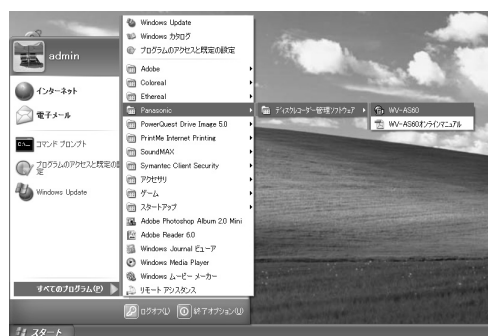 admin
インターネット
電子メール
コマンド プロンプト
プログラムのアクセスと既定の設
定
Windows Update
すべてのプログラム(P)
Windows Update
Windows カタログ
プログラムのアクセスと既定の設定
Adobe
Coloreal
Ethereal
Panasonic
PowerQuest Drive Image 5.0
PrintMe Internet Printing
SoundMAX
Symantec Client Security
アクセサリ
ゲーム
スタートアップ
Adobe Photoshop Album 2.0 Mini
Adobe Reader 6.0
Windows Journal ビューア
Windows Media Player
Windows ムービー メーカー
リモート アシスタンス
ディスクレコーダー管理ソフトウェア
WV-AS60
WV-AS60オンラインマニュアル
ログオフ(L)
終了オプション(U)
スタート